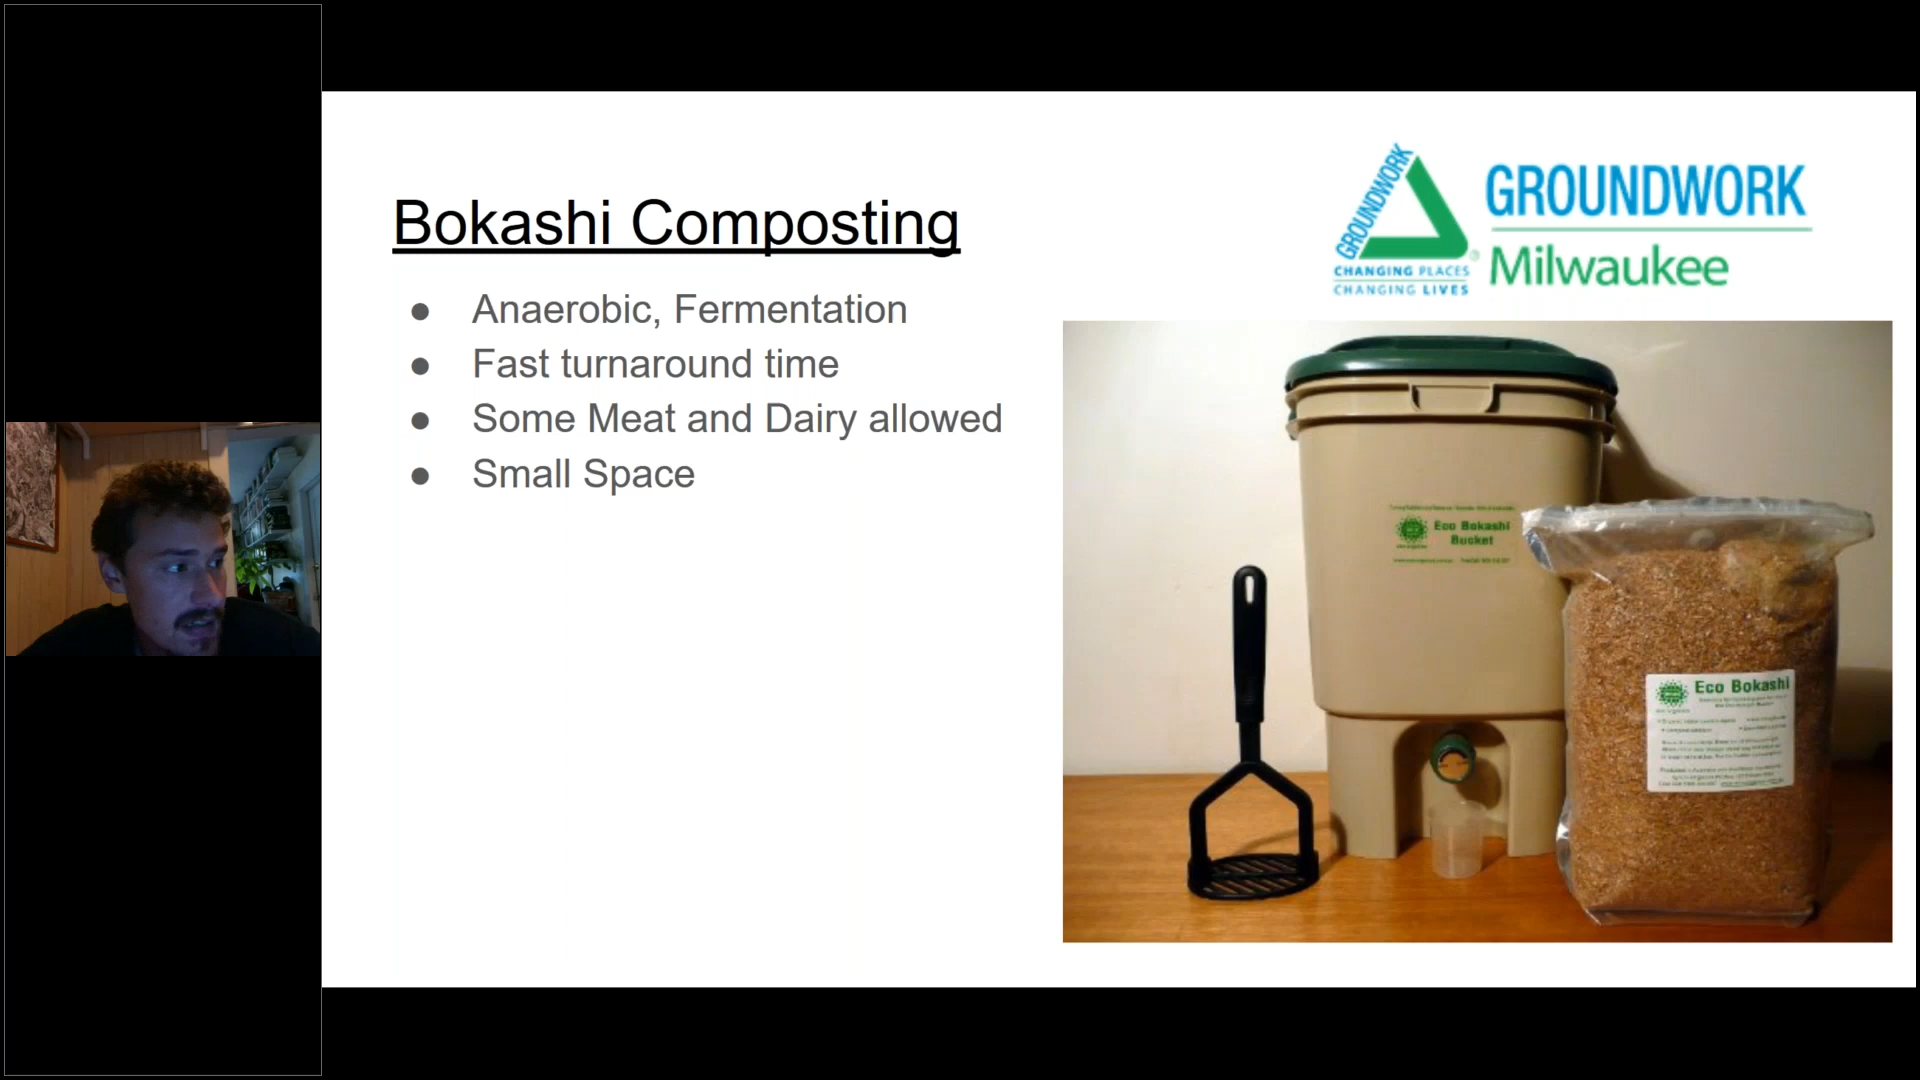 Bokashi Composting
● Anaerobic, Fermentation
● Fast turnaround time
● Some Meat and Dairy allowed
● Small Space
GROUNDWORK
CHANGING PLACES
CHANGING LIVES
®
GROUNDWORK
Milwaukee
Eco Bokashi
Bucket
Eco Bokashi